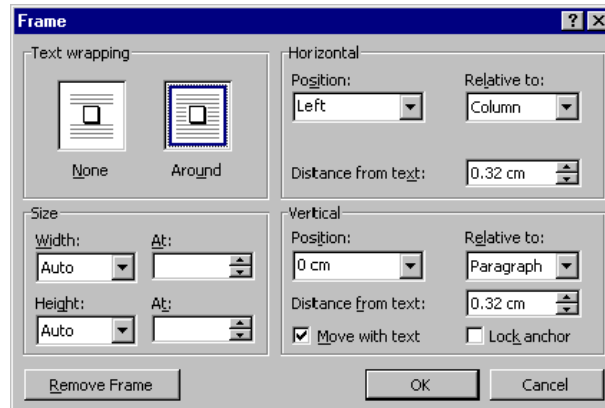 Frame
Text wrapping
None
Around
Horizontal
Position:
Relative to:
Left
Column
Distance from text:
0.32 cm
Size
Width:
At:
Auto
Height:
At:
Auto
Vertical
Position:
Relative to:
0 cm
Paragraph
Distance from text:
0.32 cm
Move with text
Lock anchor
Remove Frame
OK
Cancel